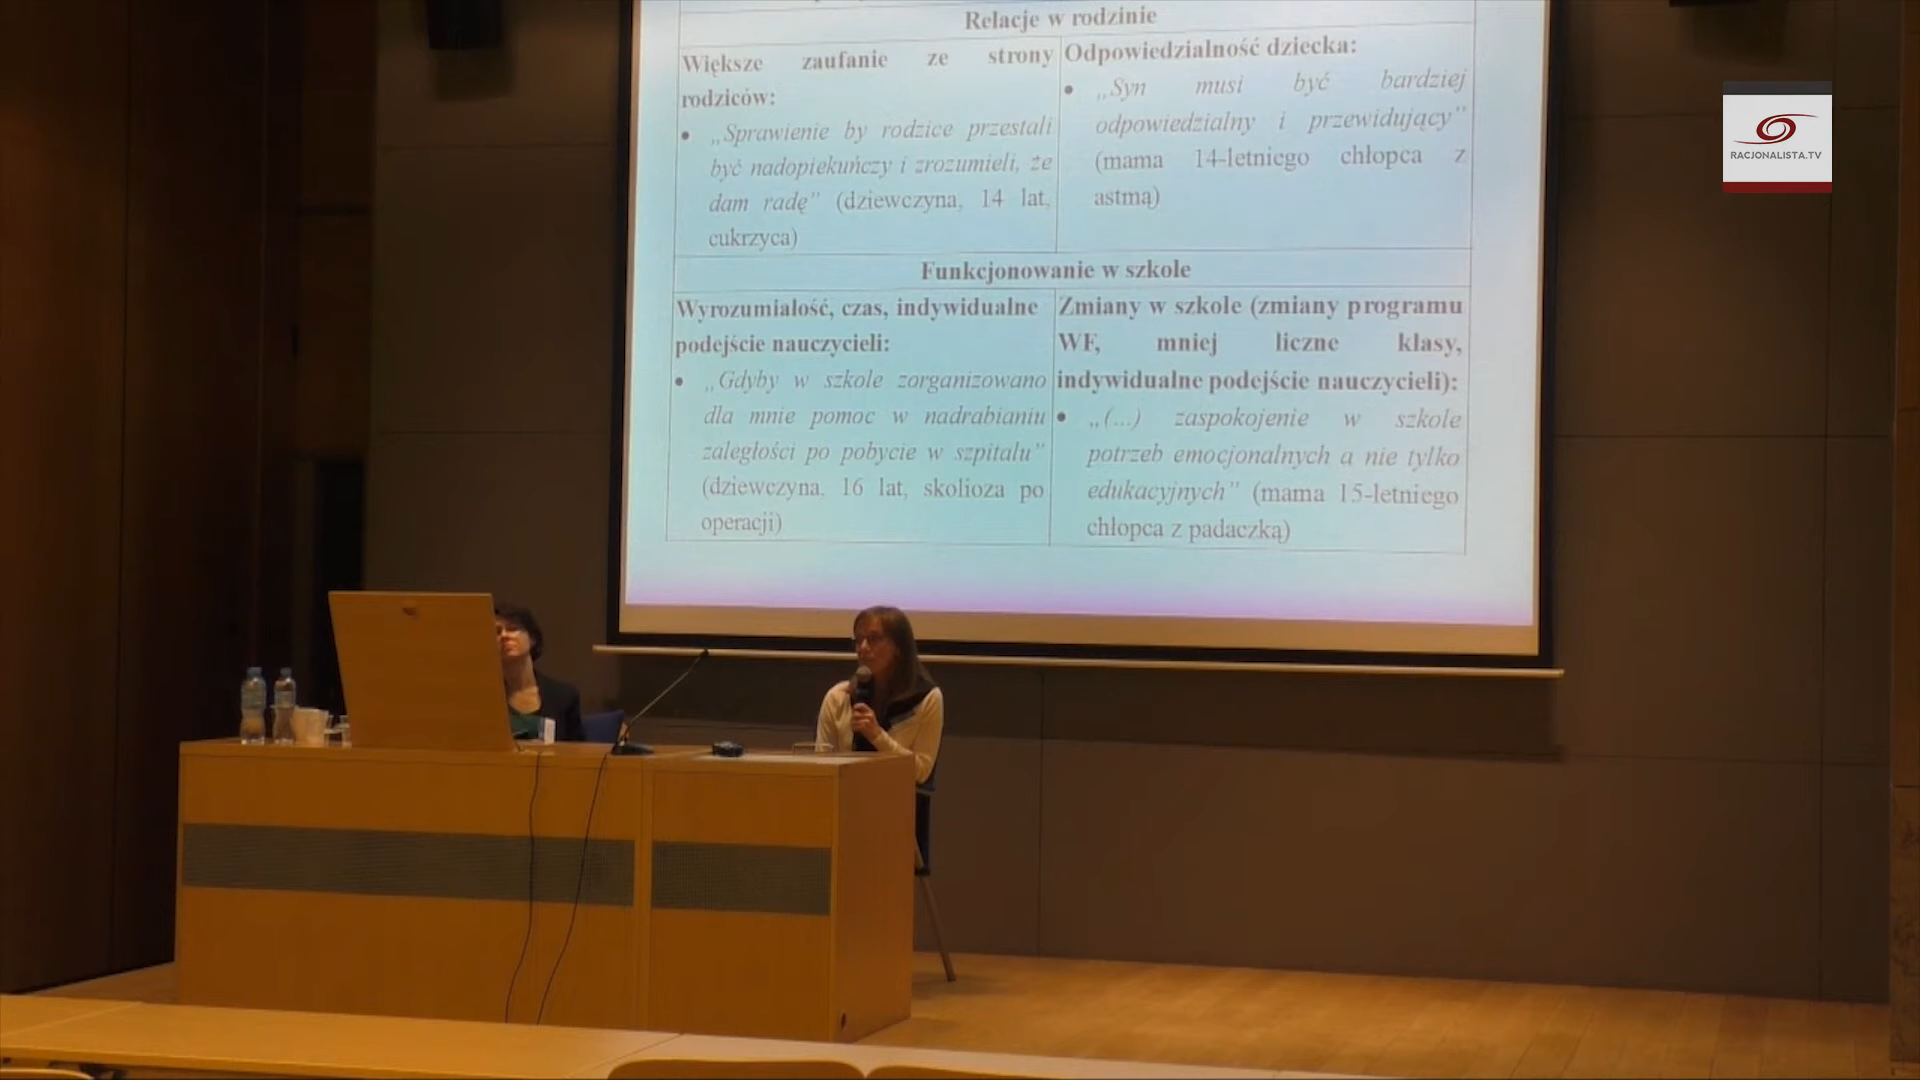 Relacje w rodzinie
Większe zaufanie ze strony
rodziców:
• „Sprawienie by rodzice przestali
być nadopiekuńczy i zrozumieli, że
dam radę” (dziewczyna, 14 lat,
cukrzyca)
Odpowiedzialność dziecka:
• „Syn musi być bardziej
odpowiedzialny i przewidujący”
(mama 14-letniego chłopca z
astmą)
Funkcjonowanie w szkole
Wyrozumiałość, czas, indywidualne
podejście nauczycieli:
• „Gdyby w szkole zorganizowano
dla mnie pomoc w nadrabianiu
zaległości po pobycie w szpitalu”
(dziewczyna, 16 lat, skolioza po
operacji)
Zmiany w szkole (zmiany programu
WF, mniej liczne klasy,
indywidualne podejście nauczycieli):
• „(...) zaspokojenie w szkole
potrzeb emocjonalnych a nie tylko
edukacyjnych” (mama 15-letniego
chłopca z padaczką)
RACJONALISTA.TV